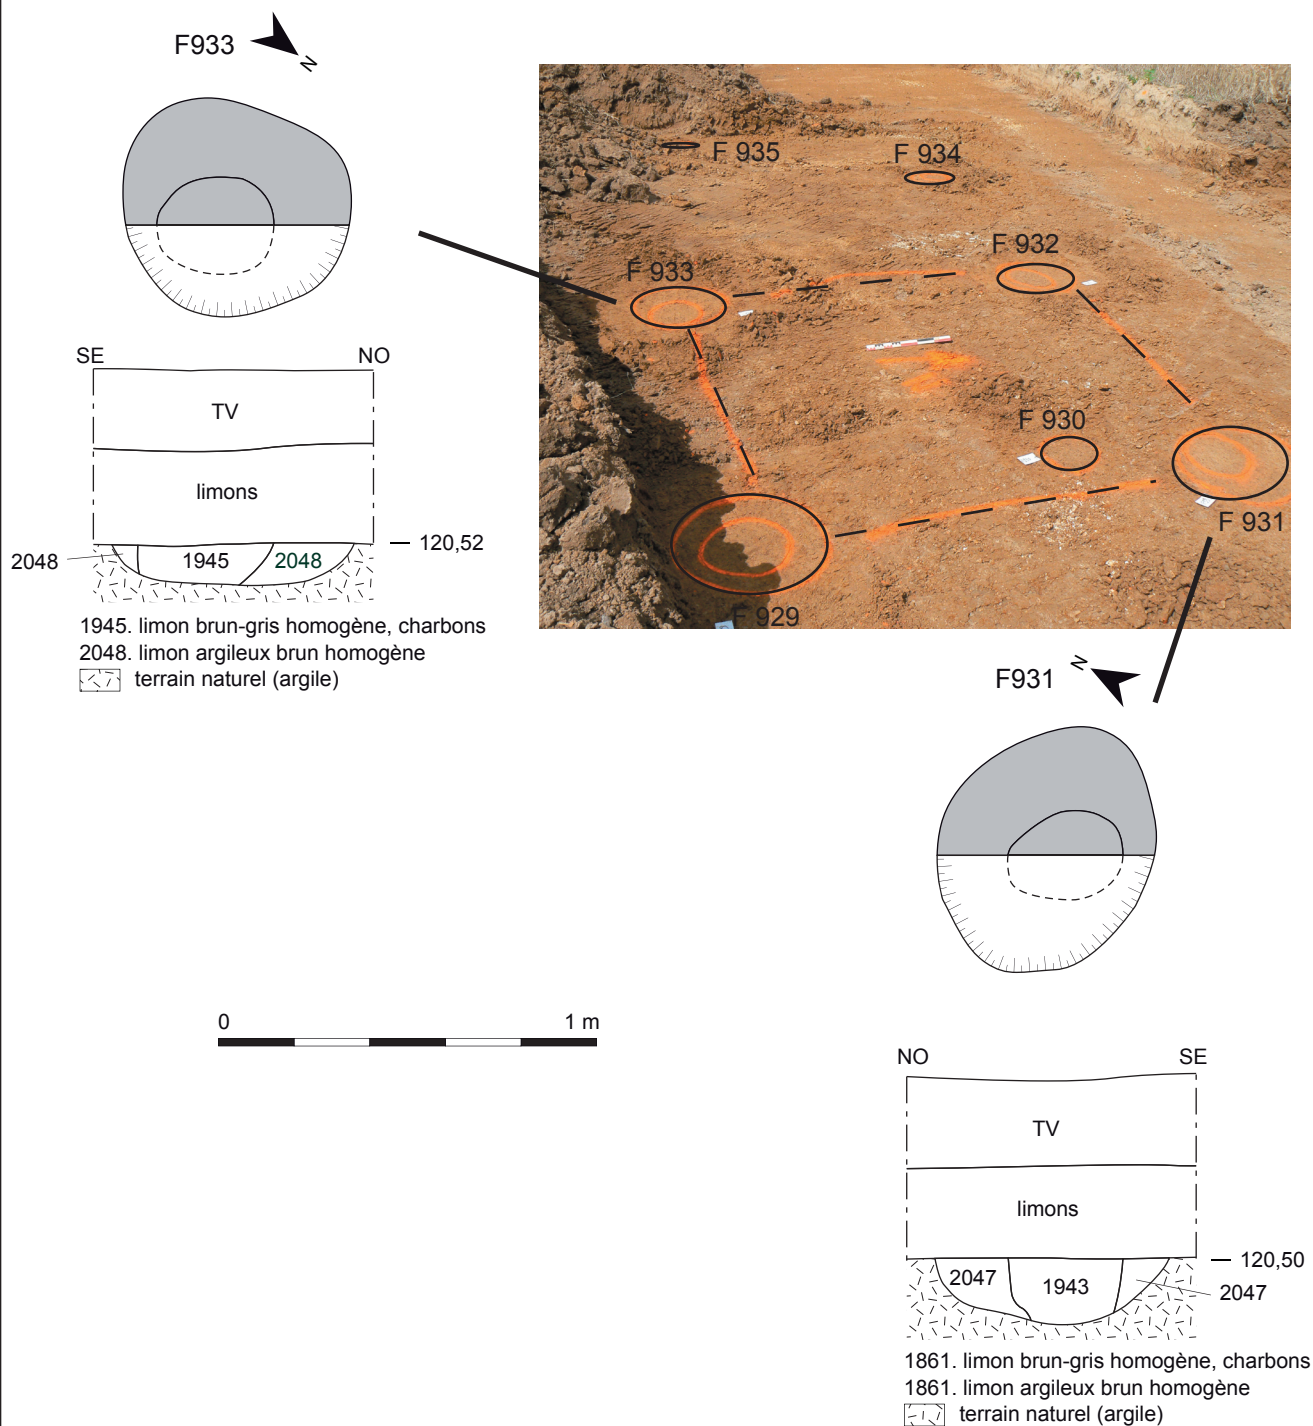 F933
N
F 935
F 934
F 932
F 933
F 930
F 931
F 929
SE NO
TV
limons
120,52
2048 1945 2048
1945. limon brun-gris homogène, charbons
2048. limon argileux brun homogène
terrain naturel (argile)
F931
N
0 1 m
NO SE
TV
limons
120,50
2047 1943 2047
1861. limon brun-gris homogène, charbons
1861. limon argileux brun homogène
terrain naturel (argile)